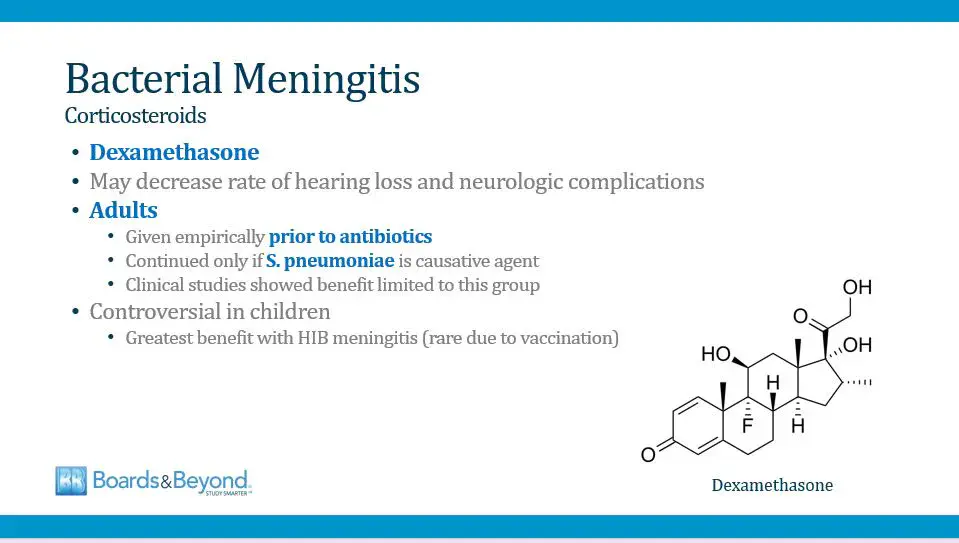 Bacterial Meningitis
Corticosteroids
• Dexamethasone
• May decrease rate of hearing loss and neurologic complications
• Adults
• Given empirically prior to antibiotics
• Continued only if S. pneumoniae is causative agent
• Clinical studies showed benefit limited to this group
• Controversial in children
• Greatest benefit with HIB meningitis (rare due to vaccination)
OH
O
OH
HO
H
F
H
O
Dexamethasone
BB Boards&Beyond.
STUDY SMARTER™